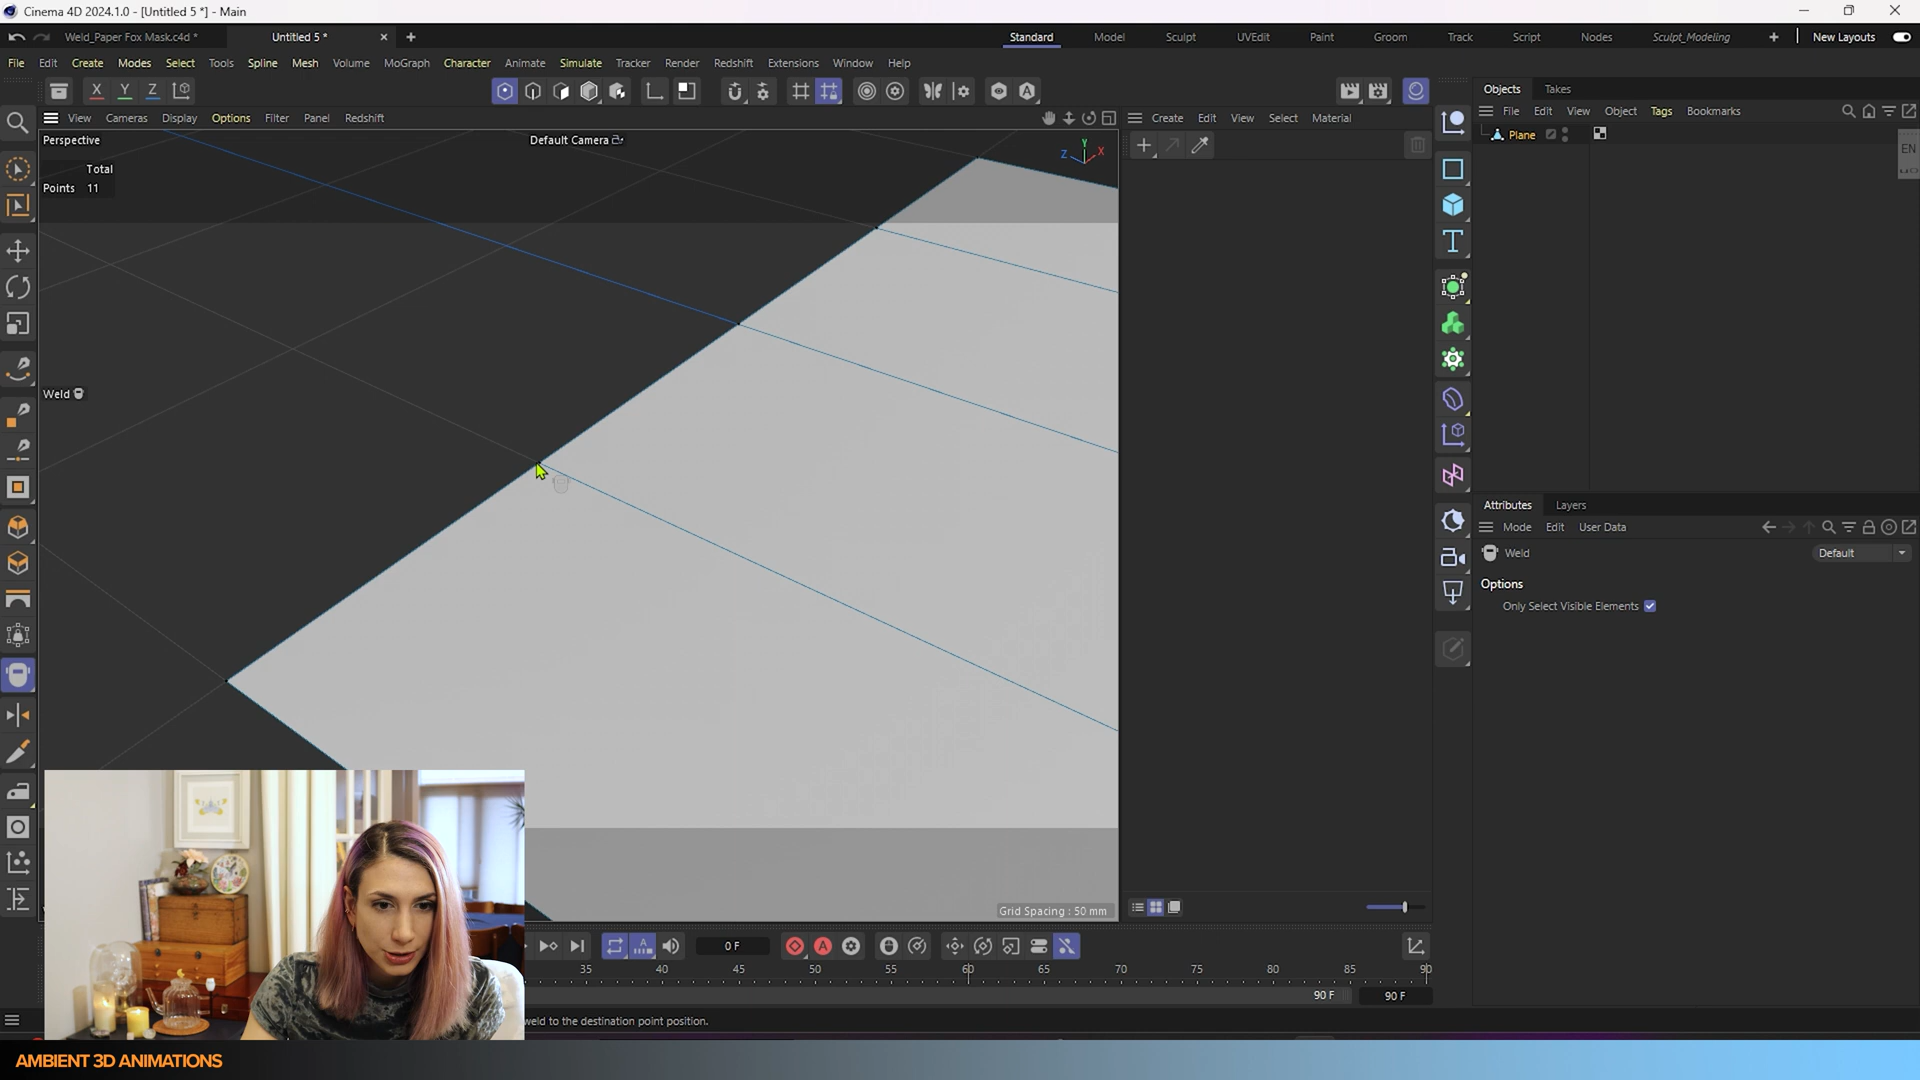 Cinema 4D 2024.1.0 - [Untitled 5 *] - Main
Weld_Paper Fox Mask.c4d *
Untitled 5 *
Standard
Model
Sculpt
UVEdit
Paint
Groom
Track
Script
Nodes
Sculpt_Modeling
New Layouts
File Edit Create Modes Select Tools Spline Mesh Volume MoGraph Character Animate Simulate Tracker Render Redshift Extensions Window Help
X Y Z
Objects Takes
View Cameras Display Options Filter Panel Redshift
Create Edit View Select Material
File Edit View Object Tags Bookmarks
Perspective
Default Camera
Plane
EN
Y
Z X
Total
Points 11
Weld
Attributes Layers
Mode Edit User Data
Weld
Default
Options
Only Select Visible Elements
Grid Spacing : 50 mm
0 F
35 40 45 50 55 60 65 70 75 80 85 90
90 F
90 F
weld to the destination point position.
AMBIENT 3D ANIMATIONS